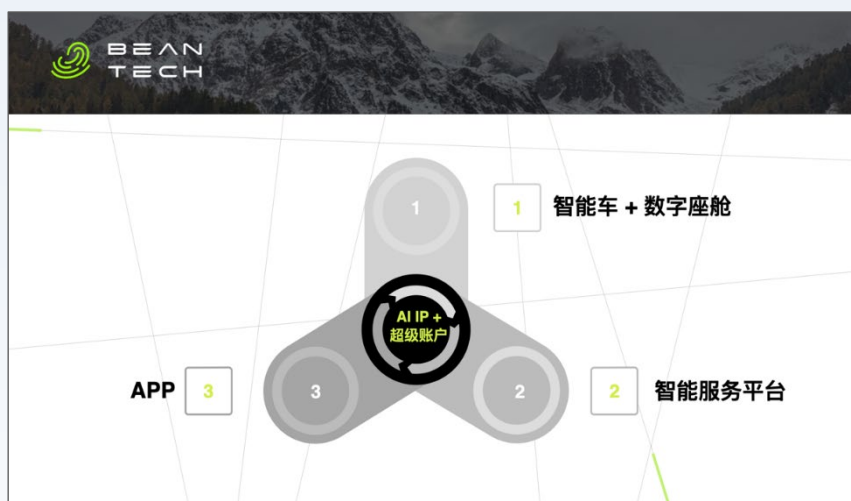 BEAN
TECH
1
1
智能车 + 数字座舱
AI IP +
超级账户
APP
3
3
2
2
智能服务平台